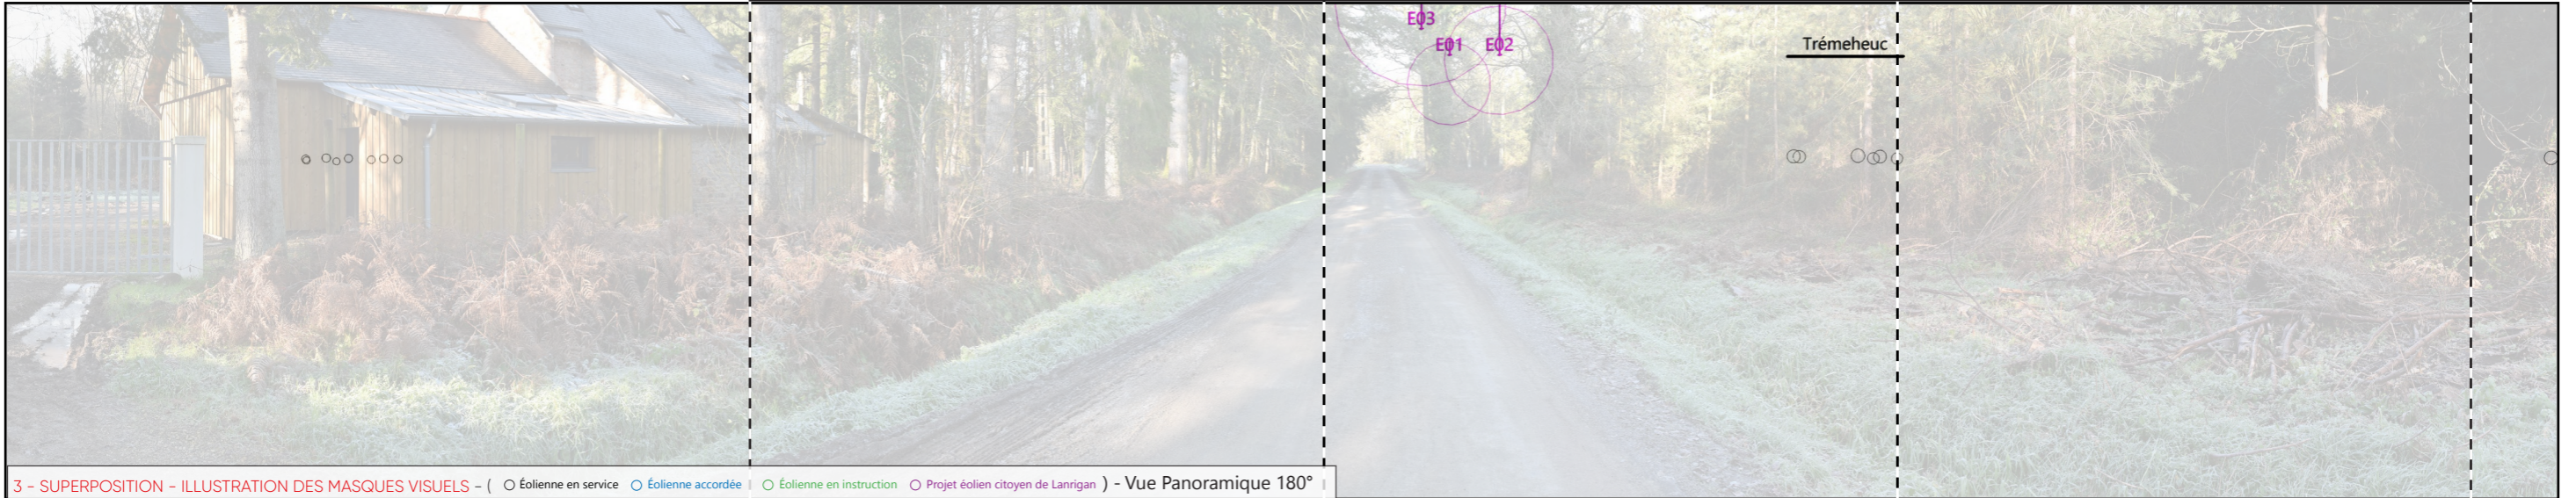 E03
E01 E02
Trémeheuc
3 - SUPERPOSITION - ILLUSTRATION DES MASQUES VISUELS - ( Éolienne en service Éolienne accordée Éolienne en instruction Projet éolien citoyen de Lanrigan ) - Vue Panoramique 180°